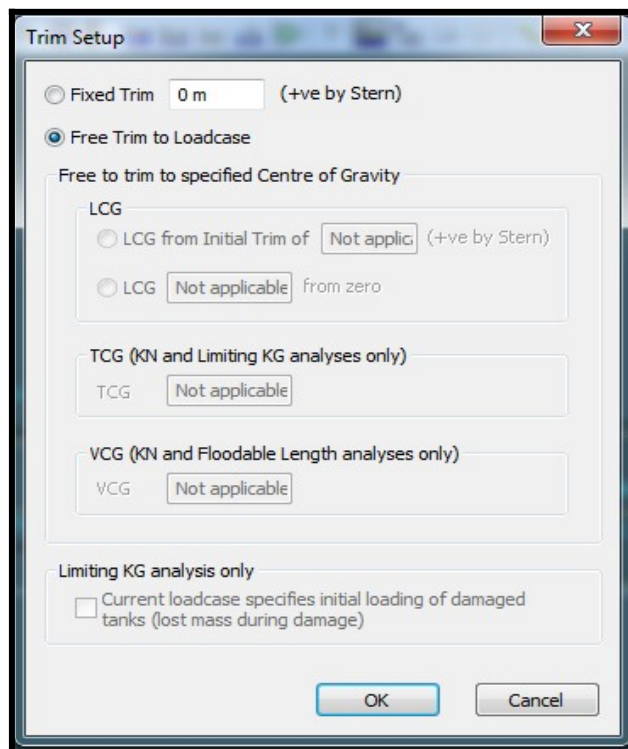 Trim Setup
Fixed Trim 0 m (+ve by Stern)
Free Trim to Loadcase
Free to trim to specified Centre of Gravity
LCG
LCG from Initial Trim of Not applic (+ve by Stern)
LCG Not applicable from zero
TCG (KN and Limiting KG analyses only)
TCG Not applicable
VCG (KN and Floodable Length analyses only)
VCG Not applicable
Limiting KG analysis only
Current loadcase specifies initial loading of damaged
tanks (lost mass during damage)
OK Cancel